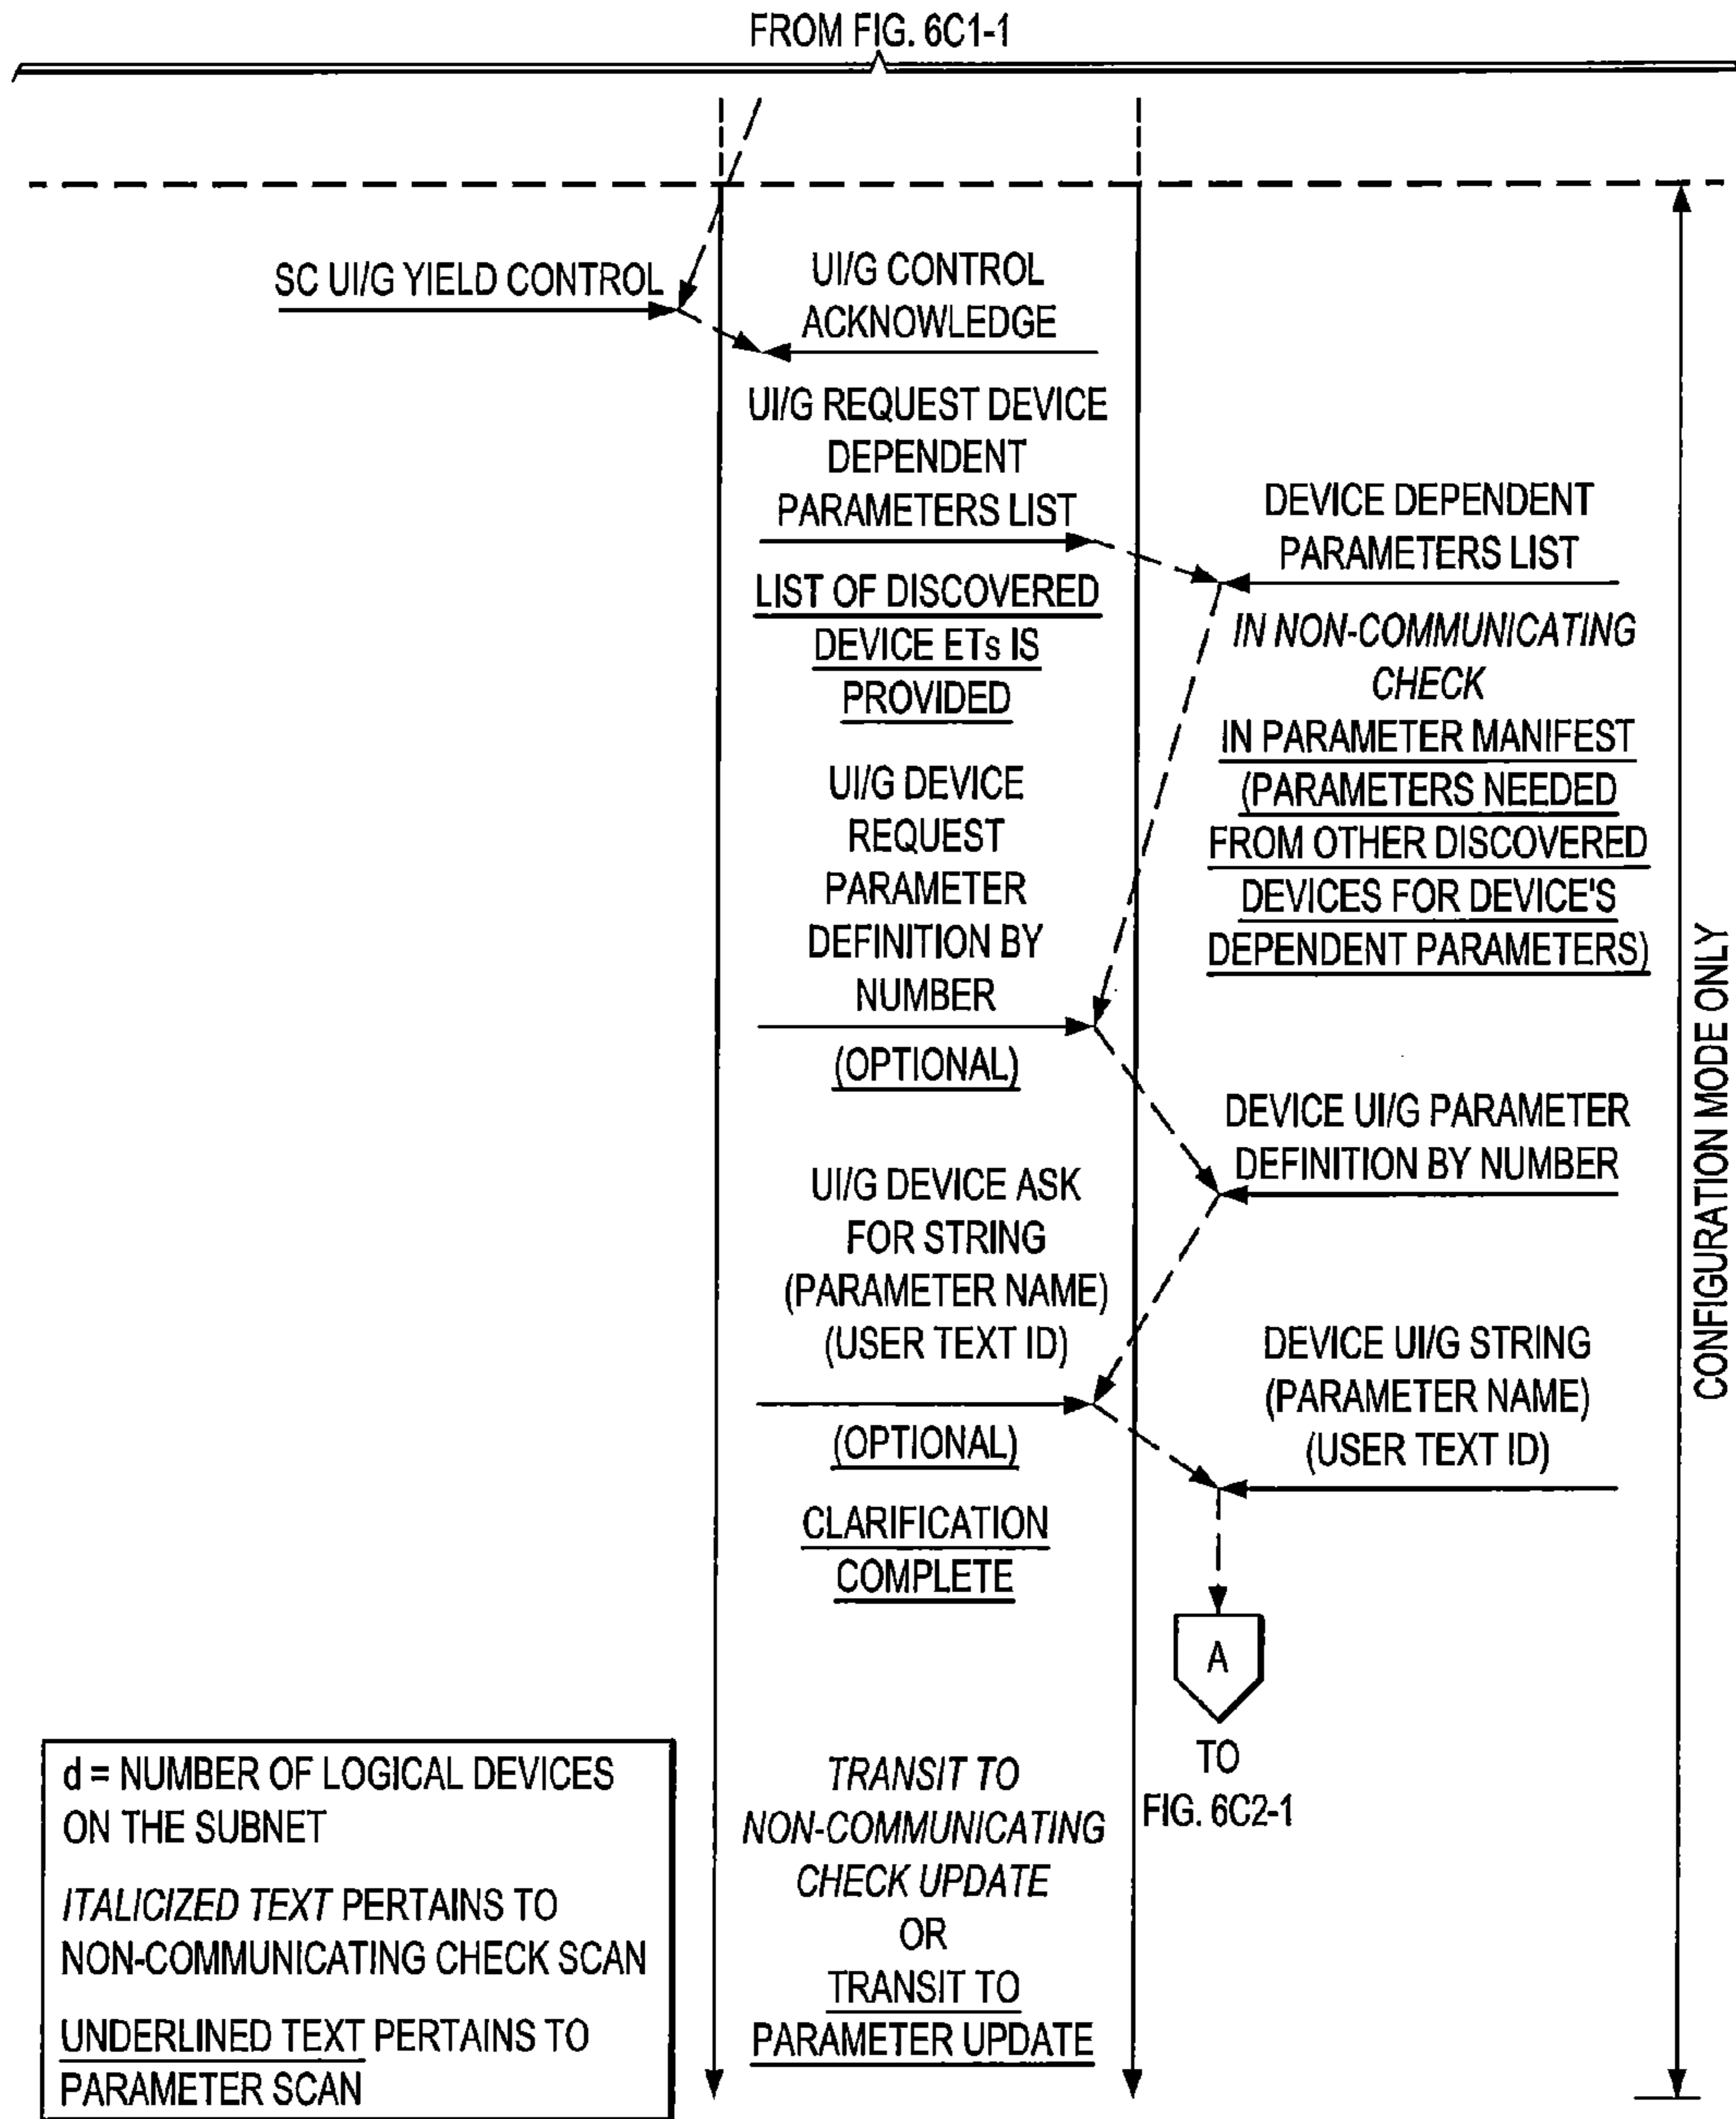 FROM FIG. 6C1-1
SC UI/G YIELD CONTROL
UI/G CONTROL
ACKNOWLEDGE
UI/G REQUEST DEVICE
DEPENDENT
PARAMETERS LIST
DEVICE DEPENDENT
PARAMETERS LIST
LIST OF DISCOVERED
DEVICE ETs IS
PROVIDED
IN NON-COMMUNICATING
CHECK
IN PARAMETER MANIFEST
(PARAMETERS NEEDED
FROM OTHER DISCOVERED
DEVICES FOR DEVICE'S
DEPENDENT PARAMETERS)
UI/G DEVICE
REQUEST
PARAMETER
DEFINITION BY
NUMBER
(OPTIONAL)
DEVICE UI/G PARAMETER
DEFINITION BY NUMBER
UI/G DEVICE ASK
FOR STRING
(PARAMETER NAME)
(USER TEXT ID)
(OPTIONAL)
DEVICE UI/G STRING
(PARAMETER NAME)
(USER TEXT ID)
CLARIFICATION
COMPLETE
A
TO
FIG. 6C2-1
TRANSIT TO
NON-COMMUNICATING
CHECK UPDATE
OR
TRANSIT TO
PARAMETER UPDATE
CONFIGURATION MODE ONLY
d = NUMBER OF LOGICAL DEVICES
ON THE SUBNET
ITALICIZED TEXT PERTAINS TO
NON-COMMUNICATING CHECK SCAN
UNDERLINED TEXT PERTAINS TO
PARAMETER SCAN